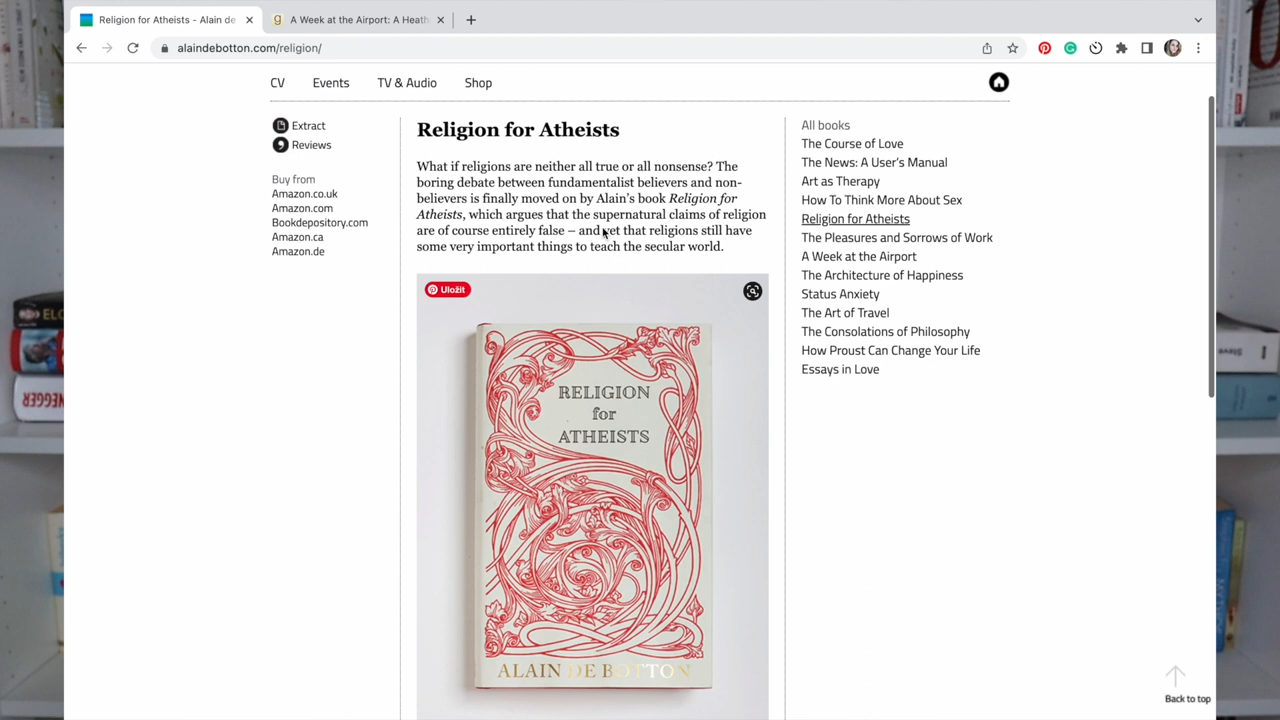 Religion for Atheists - Alain de
A Week at the Airport: A Heath
alaindebotton.com/religion/
CV
Events
TV & Audio
Shop
Extract
Reviews
Buy from
Amazon.co.uk
Amazon.com
Bookdepository.com
Amazon.ca
Amazon.de
Religion for Atheists
What if religions are neither all true or all nonsense? The
boring debate between fundamentalist believers and non-
believers is finally moved on by Alain's book Religion for
Atheists, which argues that the supernatural claims of religion
are of course entirely false – and yet that religions still have
some very important things to teach the secular world.
Uložit
RELIGION
for
ATHEISTS
ALAIN DE BOTTON
All books
The Course of Love
The News: A User's Manual
Art as Therapy
How To Think More About Sex
Religion for Atheists
The Pleasures and Sorrows of Work
A Week at the Airport
The Architecture of Happiness
Status Anxiety
The Art of Travel
The Consolations of Philosophy
How Proust Can Change Your Life
Essays in Love
Back to top
Steve